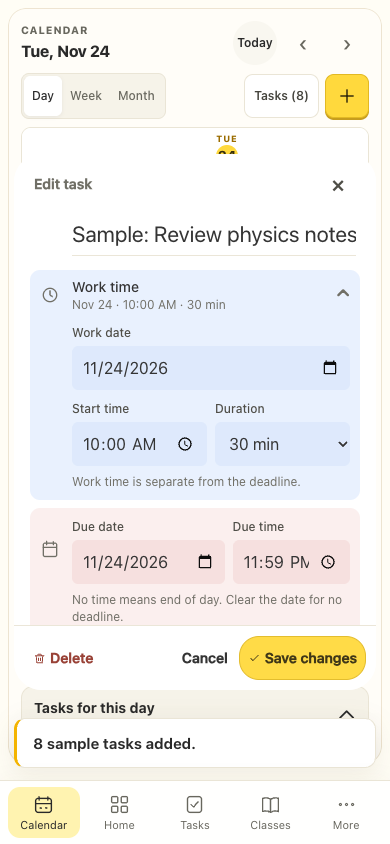 CALENDAR
Tue, Nov 24
Today
Day Week Month
Tasks (8)
TUE
24
Edit task
Sample: Review physics notes
Work time
Nov 24 · 10:00 AM · 30 min
Work date
11/24/2026
Start time Duration
10:00 AM 30 min
Work time is separate from the deadline.
Due date Due time
11/24/2026 11:59 PM
No time means end of day. Clear the date for no
deadline.
Delete Cancel Save changes
Tasks for this day
8 sample tasks added.
Calendar Home Tasks Classes More